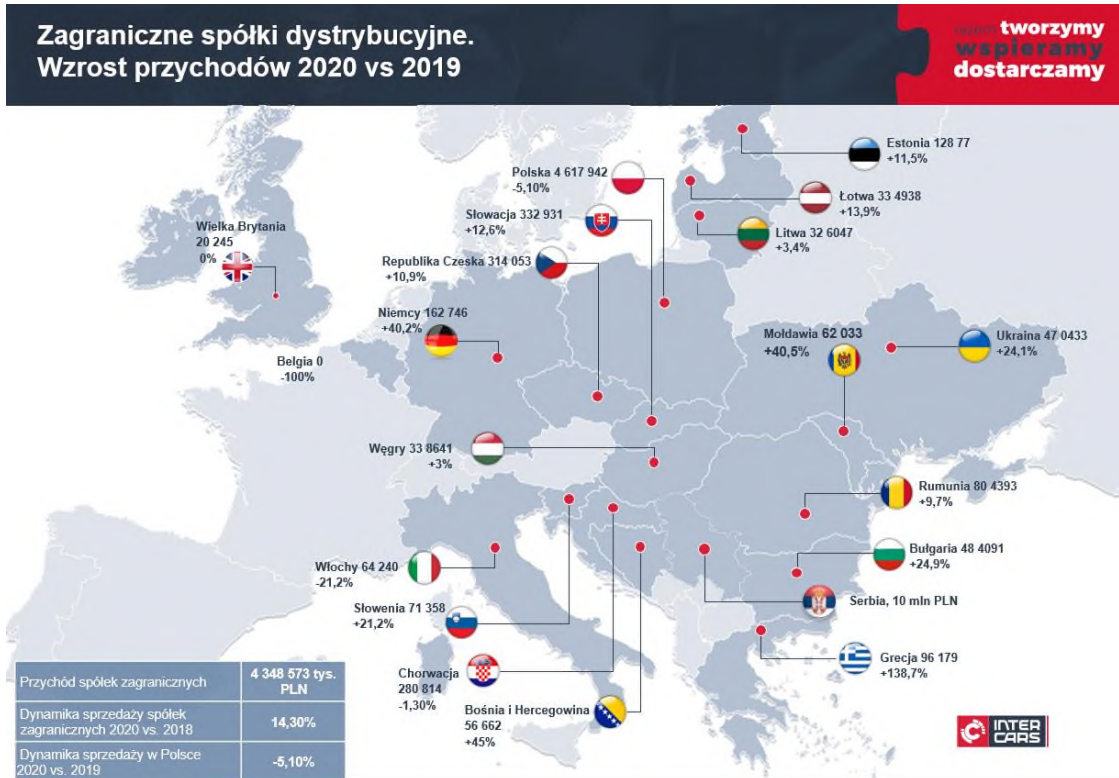 Zagraniczne spółki dystrybucyjne.
Wzrost przychodów 2020 vs 2019
razem tworzymy
wspieramy
dostarczamy
Estonia 128 77
+11,5%
Polska 4 617 942
-5,10%
Łotwa 33 4938
+13,9%
Słowacja 332 931
+12,6%
Litwa 32 6047
+3,4%
Wielka Brytania
20 245
0%
Republika Czeska 314 053
+10,9%
Niemcy 162 746
+40,2%
Mołdawia 62 033
+40,5%
Ukraina 47 0433
+24,1%
Belgia 0
-100%
Węgry 33 8641
+3%
Rumunia 80 4393
+9,7%
Bułgaria 48 4091
+24,9%
Włochy 64 240
-21,2%
Słowenia 71 358
+21,2%
Serbia, 10 mln PLN
Grecja 96 179
+138,7%
Chorwacja
280 814
-1,30%
Bośnia i Hercegowina
56 662
+45%
Przychód spółek zagranicznych
4 348 573 tys.
PLN
Dynamika sprzedaży spółek
zagranicznych 2020 vs. 2018
14,30%
Dynamika sprzedaży w Polsce
2020 vs. 2019
-5,10%
INTER
CARS